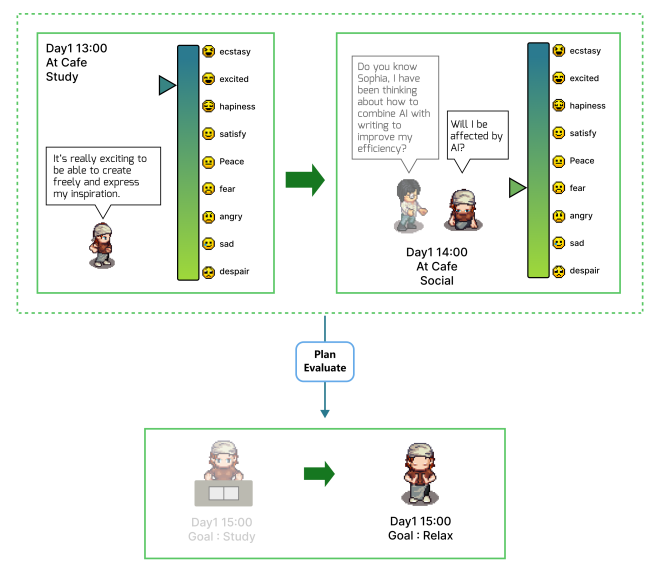 Day1 13:00
At Cafe
Study
ecstasy
excited
hapiness
satisfy
Peace
fear
angry
sad
despair
It's really exciting to
be able to create
freely and express
my inspiration.
Do you know
Sophia, I have
been thinking
about how to
combine AI with
writing to
improve my
efficiency?
Will I be
affected by
AI?
Day1 14:00
At Cafe
Social
ecstasy
excited
hapiness
satisfy
Peace
fear
angry
sad
despair
Plan
Evaluate
Day1 15:00
Goal : Study
Day1 15:00
Goal : Relax